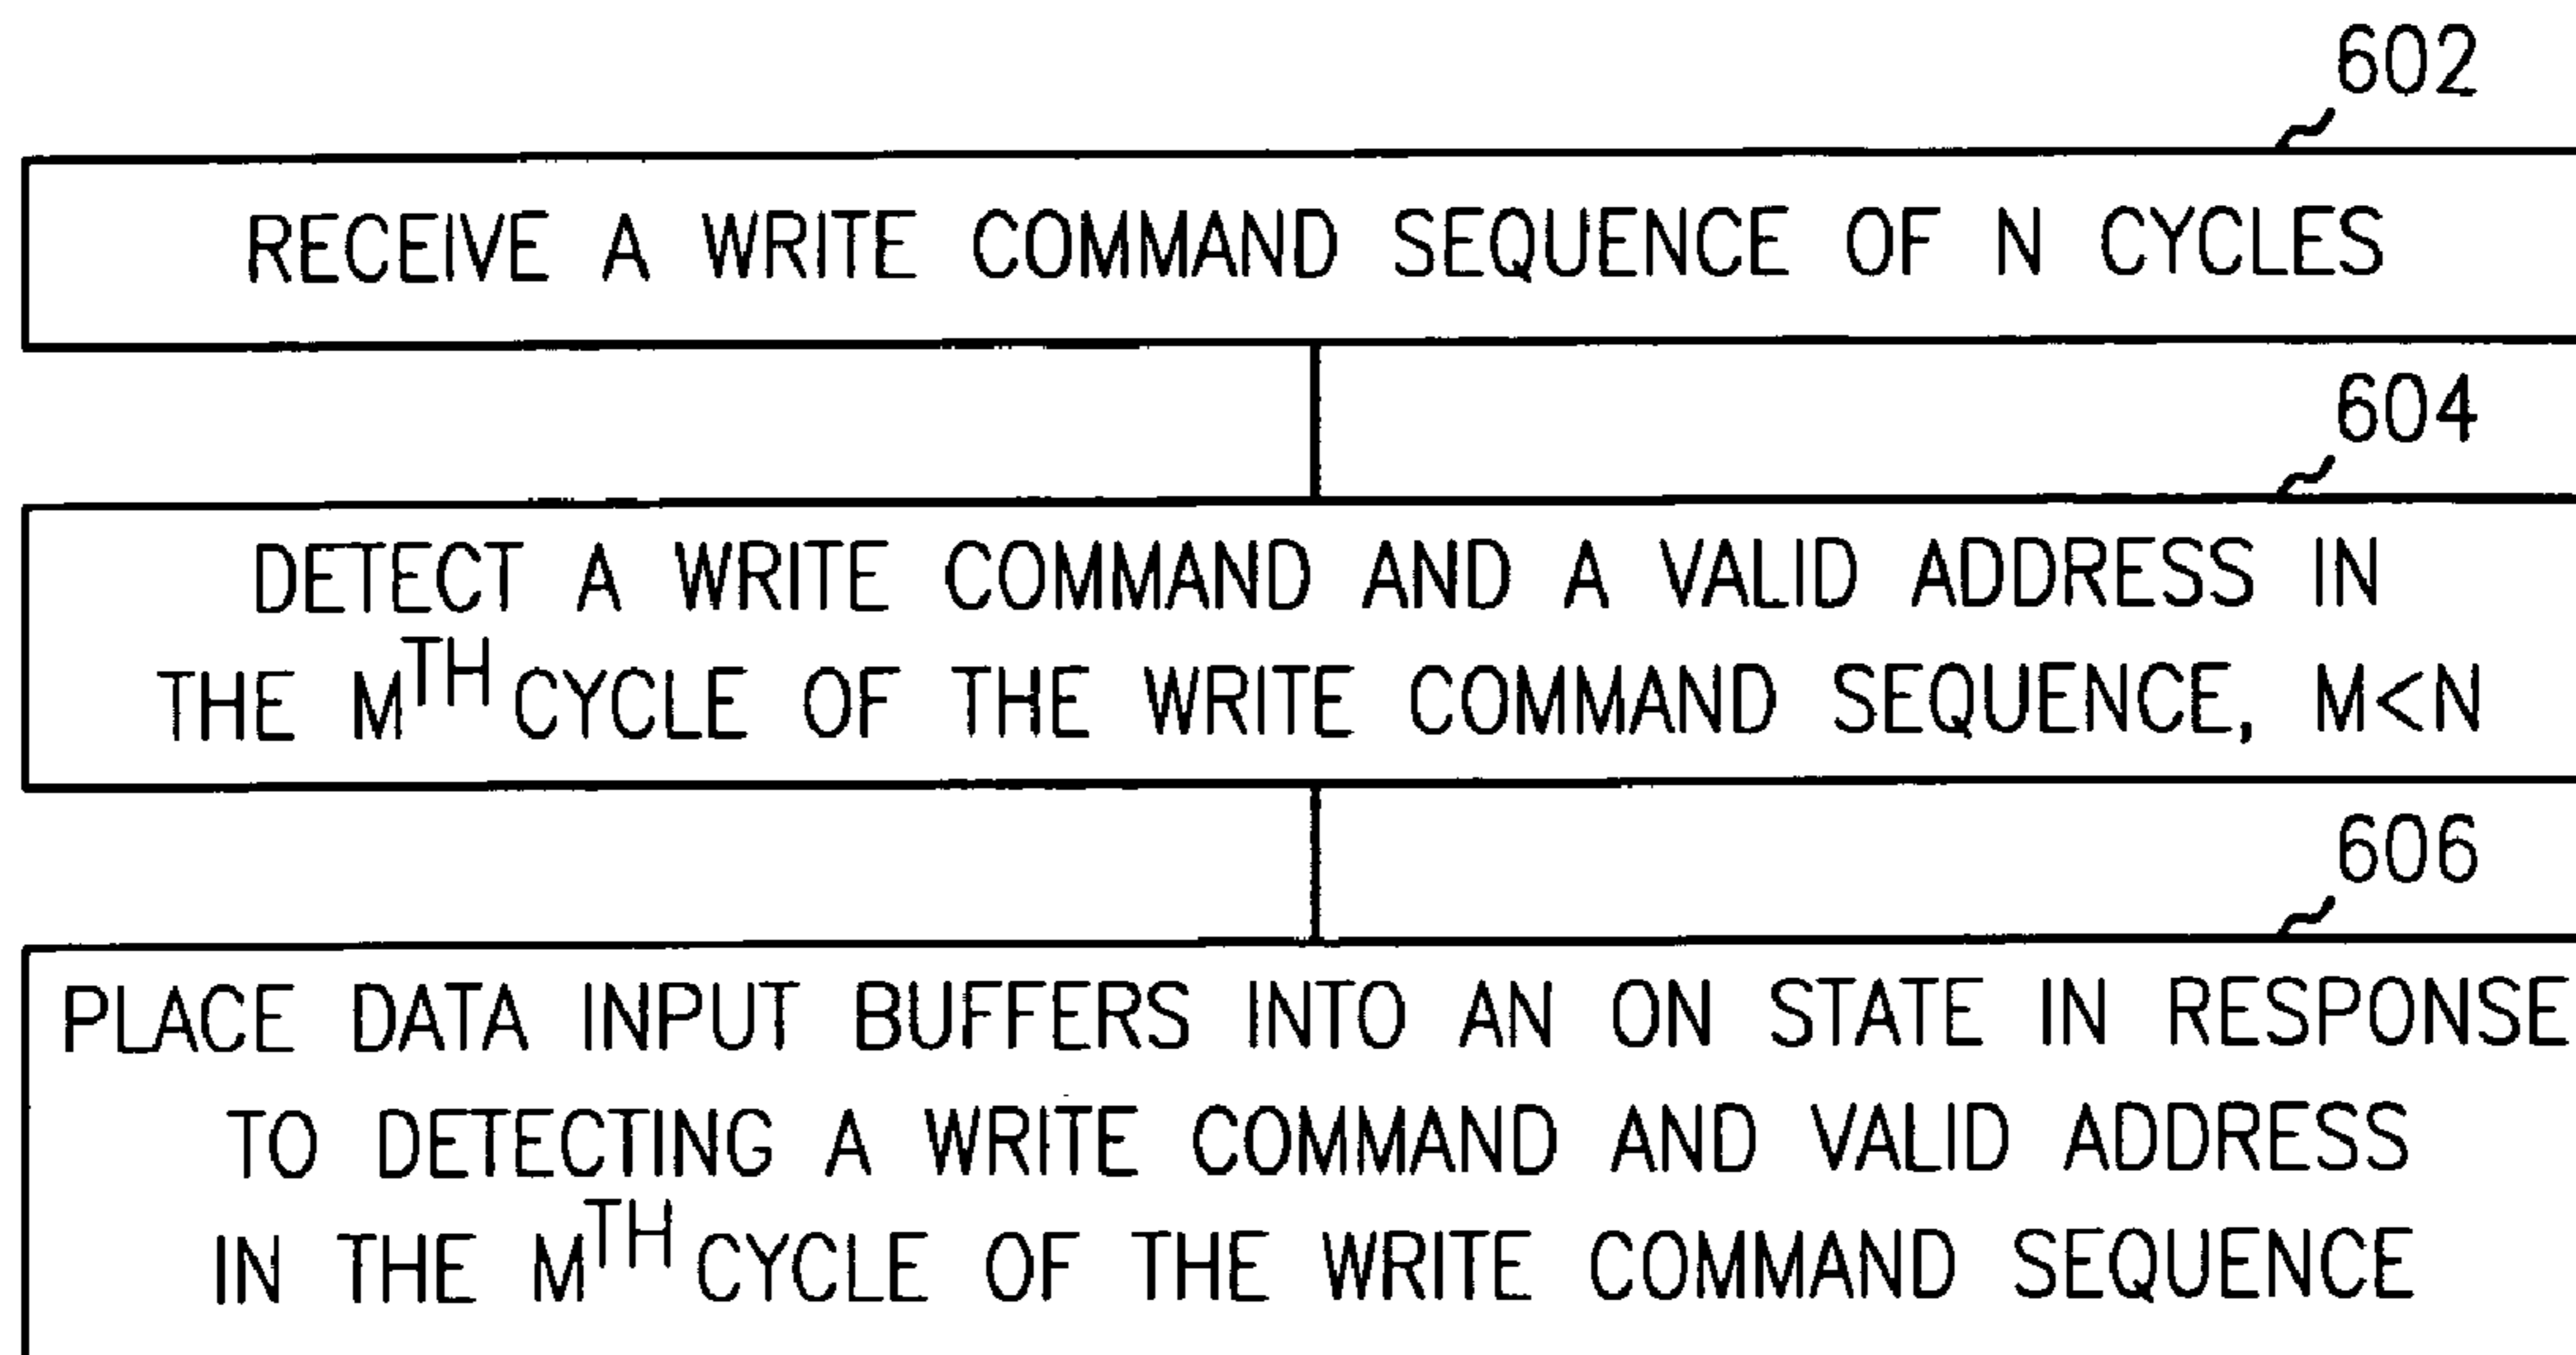 602
RECEIVE A WRITE COMMAND SEQUENCE OF N CYCLES
604
DETECT A WRITE COMMAND AND A VALID ADDRESS IN
THE MTH CYCLE OF THE WRITE COMMAND SEQUENCE, M<N
606
PLACE DATA INPUT BUFFERS INTO AN ON STATE IN RESPONSE
TO DETECTING A WRITE COMMAND AND VALID ADDRESS
IN THE MTH CYCLE OF THE WRITE COMMAND SEQUENCE